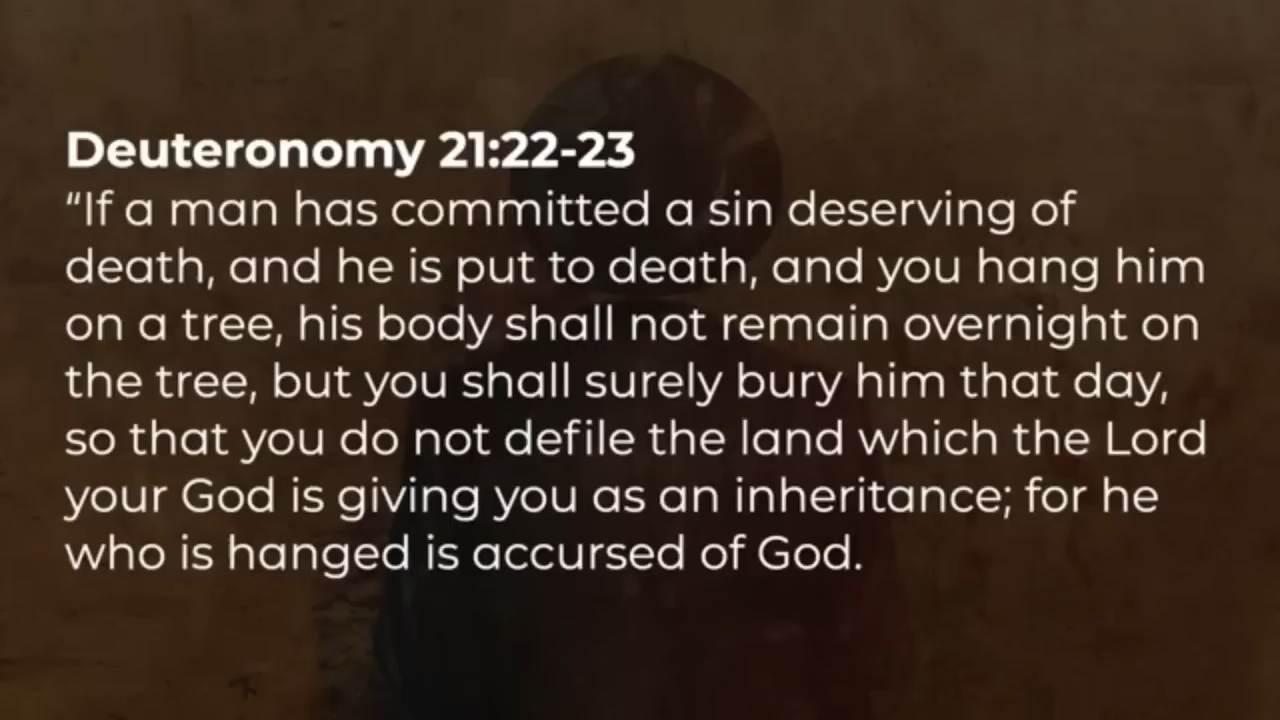 Deuteronomy 21:22-23
“If a man has committed a sin deserving of
death, and he is put to death, and you hang him
on a tree, his body shall not remain overnight on
the tree, but you shall surely bury him that day,
so that you do not defile the land which the Lord
your God is giving you as an inheritance; for he
who is hanged is accursed of God.